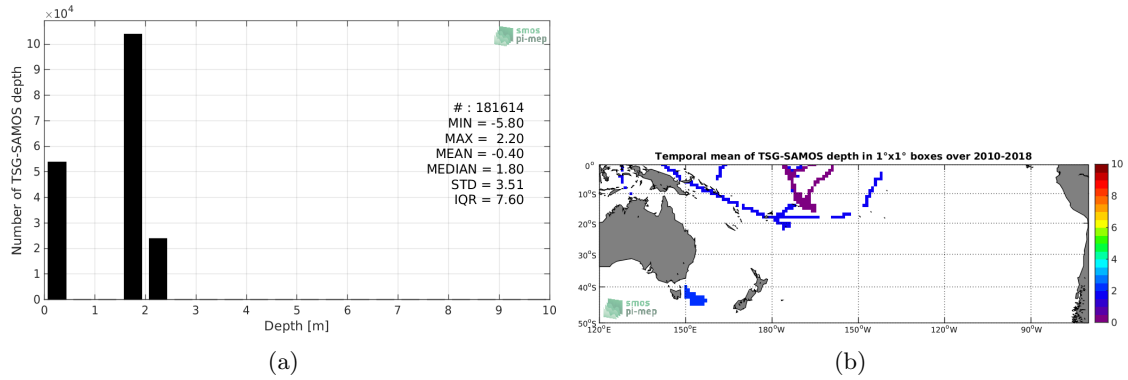 ×10⁴
10
9
8
7
6
5
4
3
2
1
0
Number of TSG-SAMOS depth
smos
pi-mep
# : 181614
MIN = -5.80
MAX = 2.20
MEAN = -0.40
MEDIAN = 1.80
STD = 3.51
IQR = 7.60
0 1 2 3 4 5 6 7 8 9 10
Depth [m]
(a)
Temporal mean of TSG-SAMOS depth in 1°x1° boxes over 2010-2018
0°
10°S
20°S
30°S
40°S
50°S
smos
pi-mep
120°E 150°E 180°W 150°W 120°W 90°W
10
8
6
4
2
0
(b)